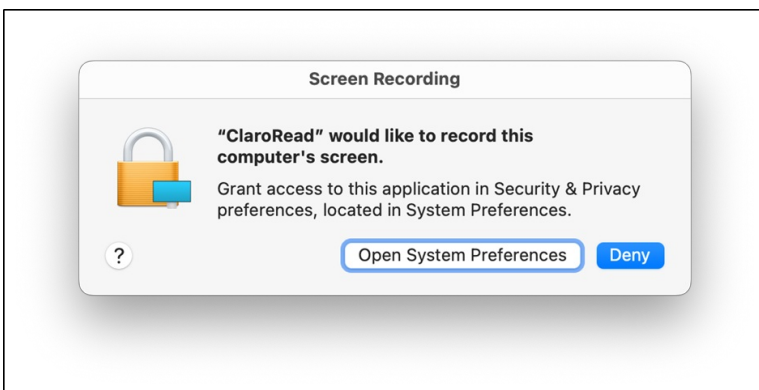 Screen Recording
“ClaroRead” would like to record this
computer's screen.
Grant access to this application in Security & Privacy
preferences, located in System Preferences.
?
Open System Preferences
Deny